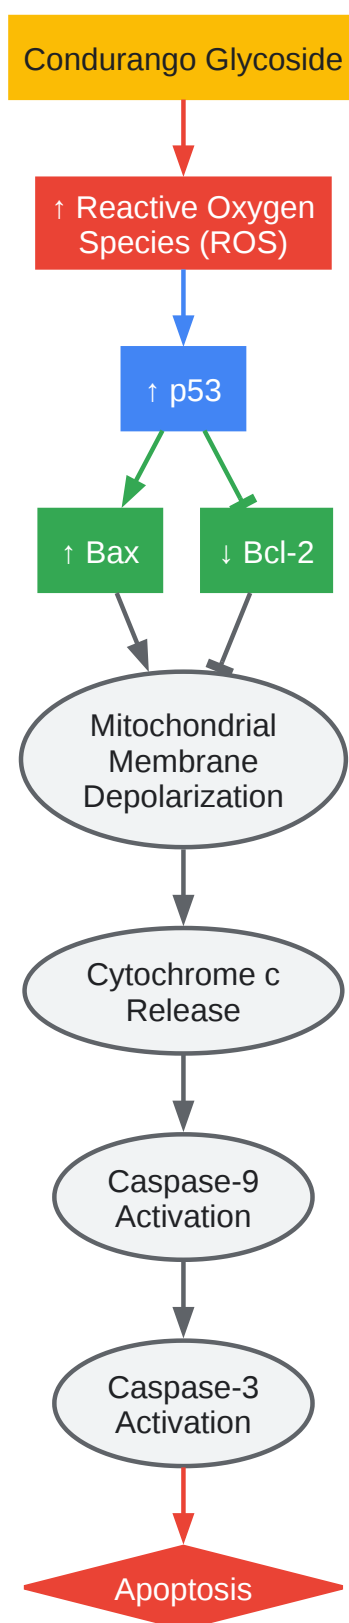 Condurango Glycoside
↑ Reactive Oxygen
Species (ROS)
↑ p53
↑ Bax
↓ Bcl-2
Mitochondrial
Membrane
Depolarization
Cytochrome c
Release
Caspase-9
Activation
Caspase-3
Activation
Apoptosis